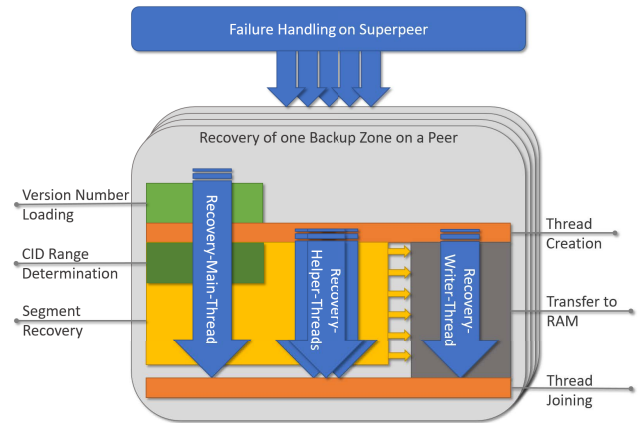 Failure Handling on Superpeer
Recovery of one Backup Zone on a Peer
Version Number
Loading
CID Range
Determination
Segment
Recovery
Recovery-Main-Thread
Recovery-
Helper-Threads
Recovery-
Writer-Thread
Thread
Creation
Transfer to
RAM
Thread
Joining